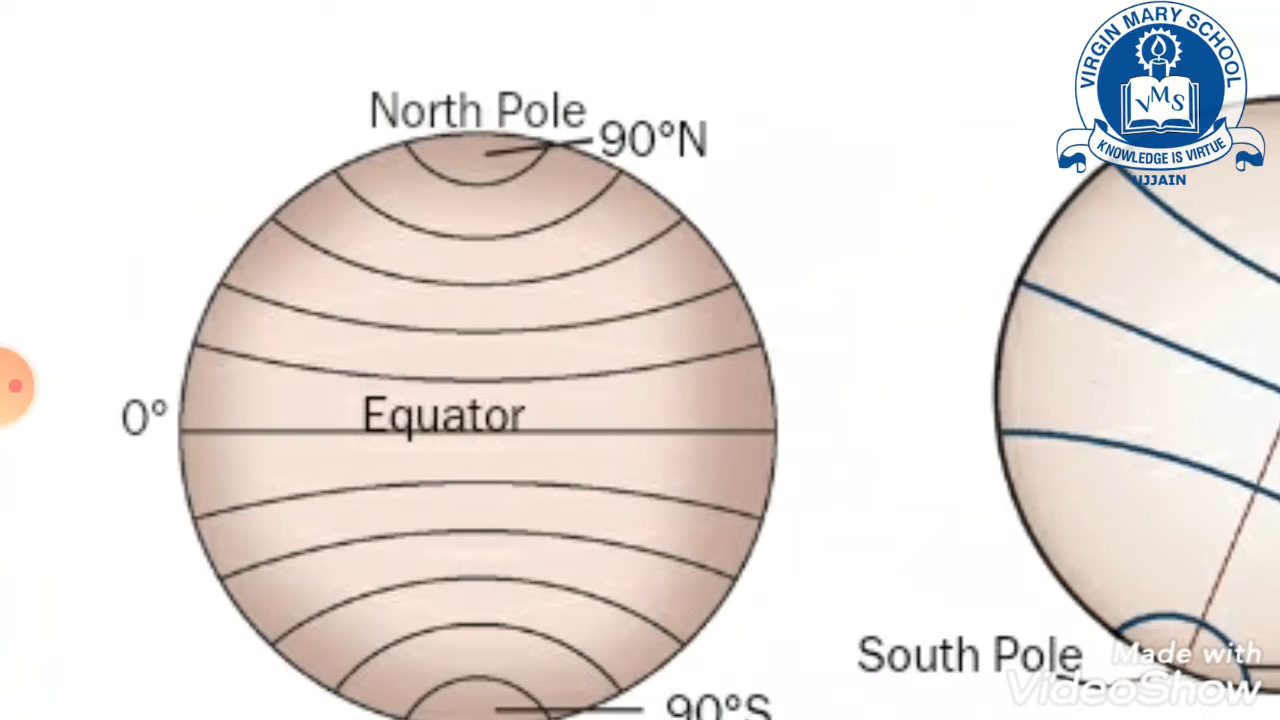 VIRGIN MARY SCHOOL
VMS
KNOWLEDGE IS VIRTUE
UJJAIN
North Pole
90°N
0°
Equator
South Pole
90°S
Made with
VideoShow